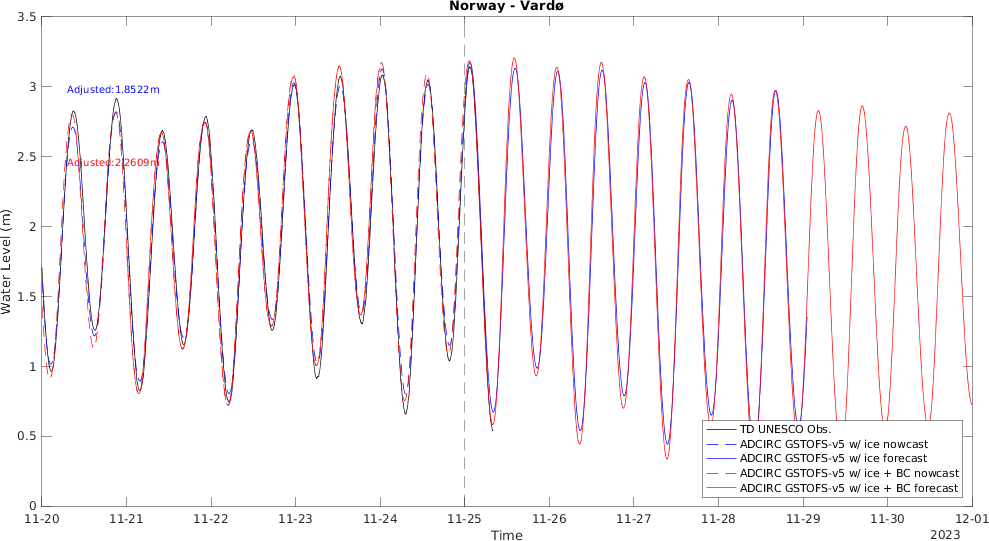 Norway - Vardø
3.5
3
2.5
2
1.5
1
0.5
0
Water Level (m)
Adjusted:1.8522m
Adjusted:2.2609m
TD UNESCO Obs.
ADCIRC GSTOFS-v5 w/ ice nowcast
ADCIRC GSTOFS-v5 w/ ice forecast
ADCIRC GSTOFS-v5 w/ ice + BC nowcast
ADCIRC GSTOFS-v5 w/ ice + BC forecast
11-20 11-21 11-22 11-23 11-24 11-25 11-26 11-27 11-28 11-29 11-30 12-01
Time
2023